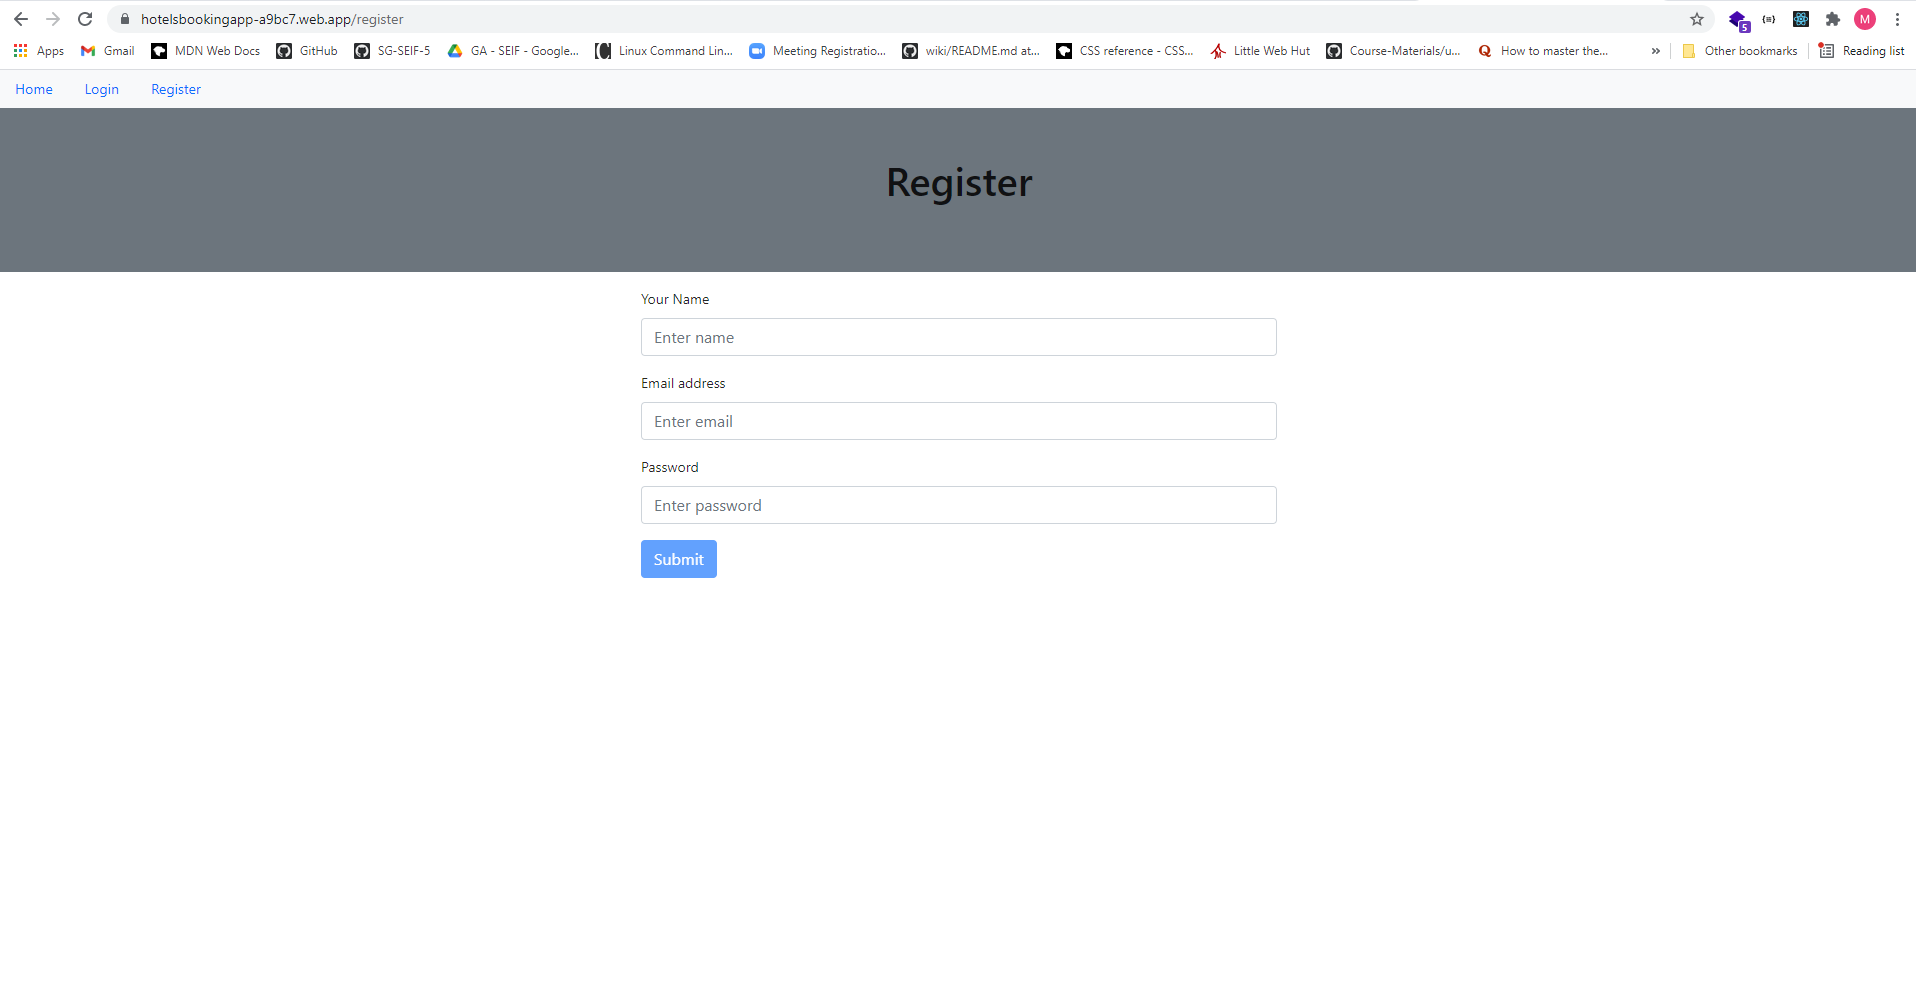 hotelsbookingapp-a9bc7.web.app/register
M
5
Apps Gmail MDN Web Docs GitHub SG-SEIF-5 GA - SEIF - Google... Linux Command Lin... Meeting Registratio... wiki/README.md at... CSS reference - CSS... Little Web Hut Course-Materials/u... How to master the... » Other bookmarks Reading list
Home Login Register
Register
Your Name
Enter name
Email address
Enter email
Password
Enter password
Submit